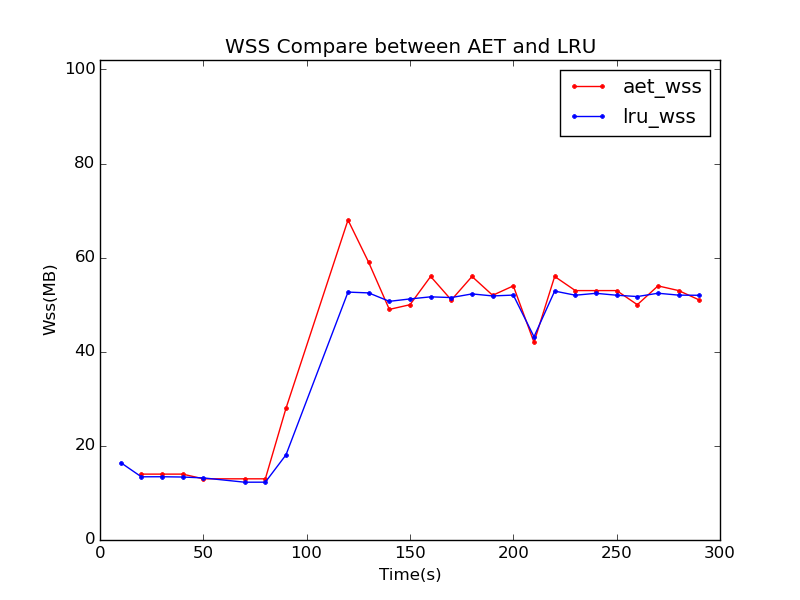 WSS Compare between AET and LRU
aet_wss
lru_wss
Wss(MB)
100
80
60
40
20
0
0 50 100 150 200 250 300
Time(s)